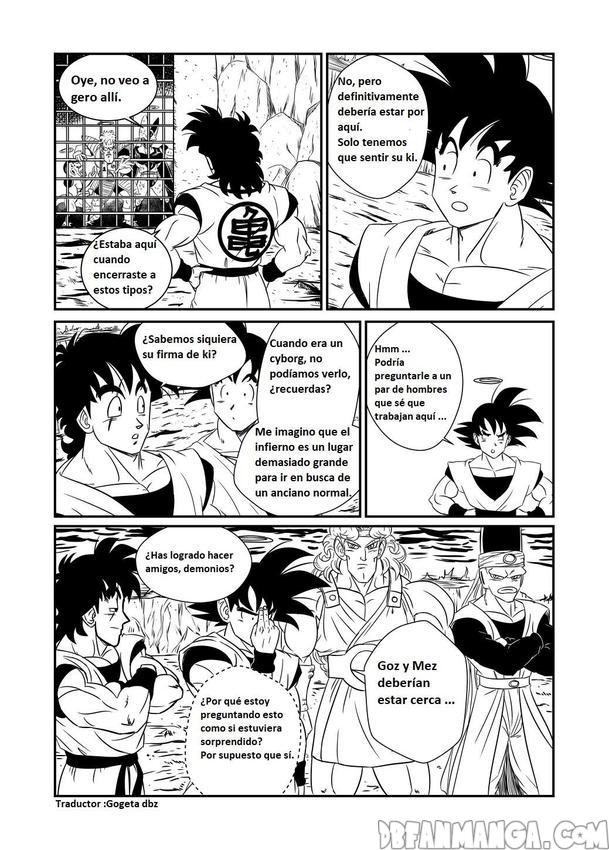 Oye, no veo a
gero allí.
¿Estaba aquí
cuando
encerraste a
estos tipos?
No, pero
definitivamente
debería estar por
aquí.
Solo tenemos
que sentir su ki.
¿Sabemos siquiera
su firma de ki?
Cuando era un
cyborg, no
podíamos verlo,
¿recuerdas?
Me imagino que el
infierno es un lugar
demasiado grande
para ir en busca de
un anciano normal.
Hmm ...
Podría
preguntarle a un
par de hombres
que sé que
trabajan aquí ...
¿Has logrado hacer
amigos, demonios?
¿Por qué estoy
preguntando esto
como si estuviera
sorprendido?
Por supuesto que sí.
Goz y Mez
deberían
estar cerca ...
Traductor :Gogeta dbz
DBFANMANGA.COM